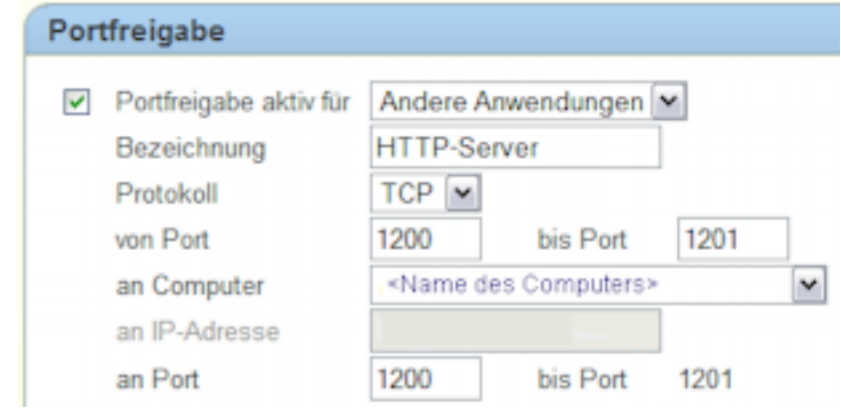 Portfreigabe
Portfreigabe aktiv für Andere Anwendungen
Bezeichnung HTTP-Server
Protokoll TCP
von Port 1200 bis Port 1201
an Computer <Name des Computers>
an IP-Adresse
an Port 1200 bis Port 1201